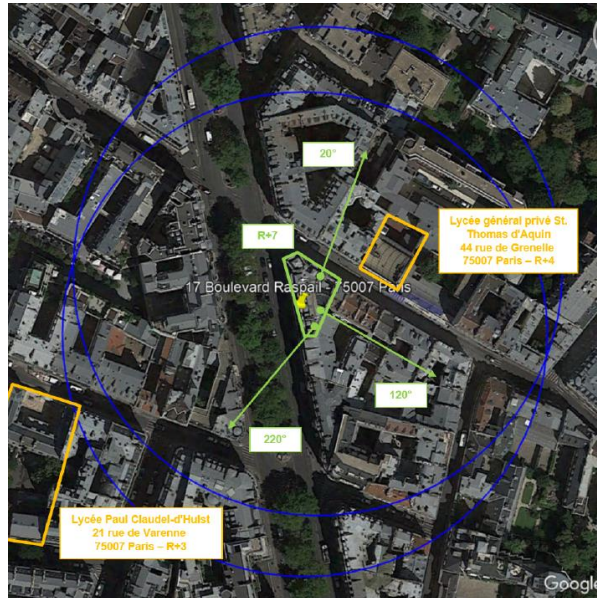 20°
R+7
Lycée général privé St.
Thomas d'Aquin
44 rue de Grenelle
75007 Paris – R+4
17 Boulevard Raspail - 75007 Paris
120°
220°
Lycée Paul Claudel-d'Hulst
21 rue de Varenne
75007 Paris – R+3
Google